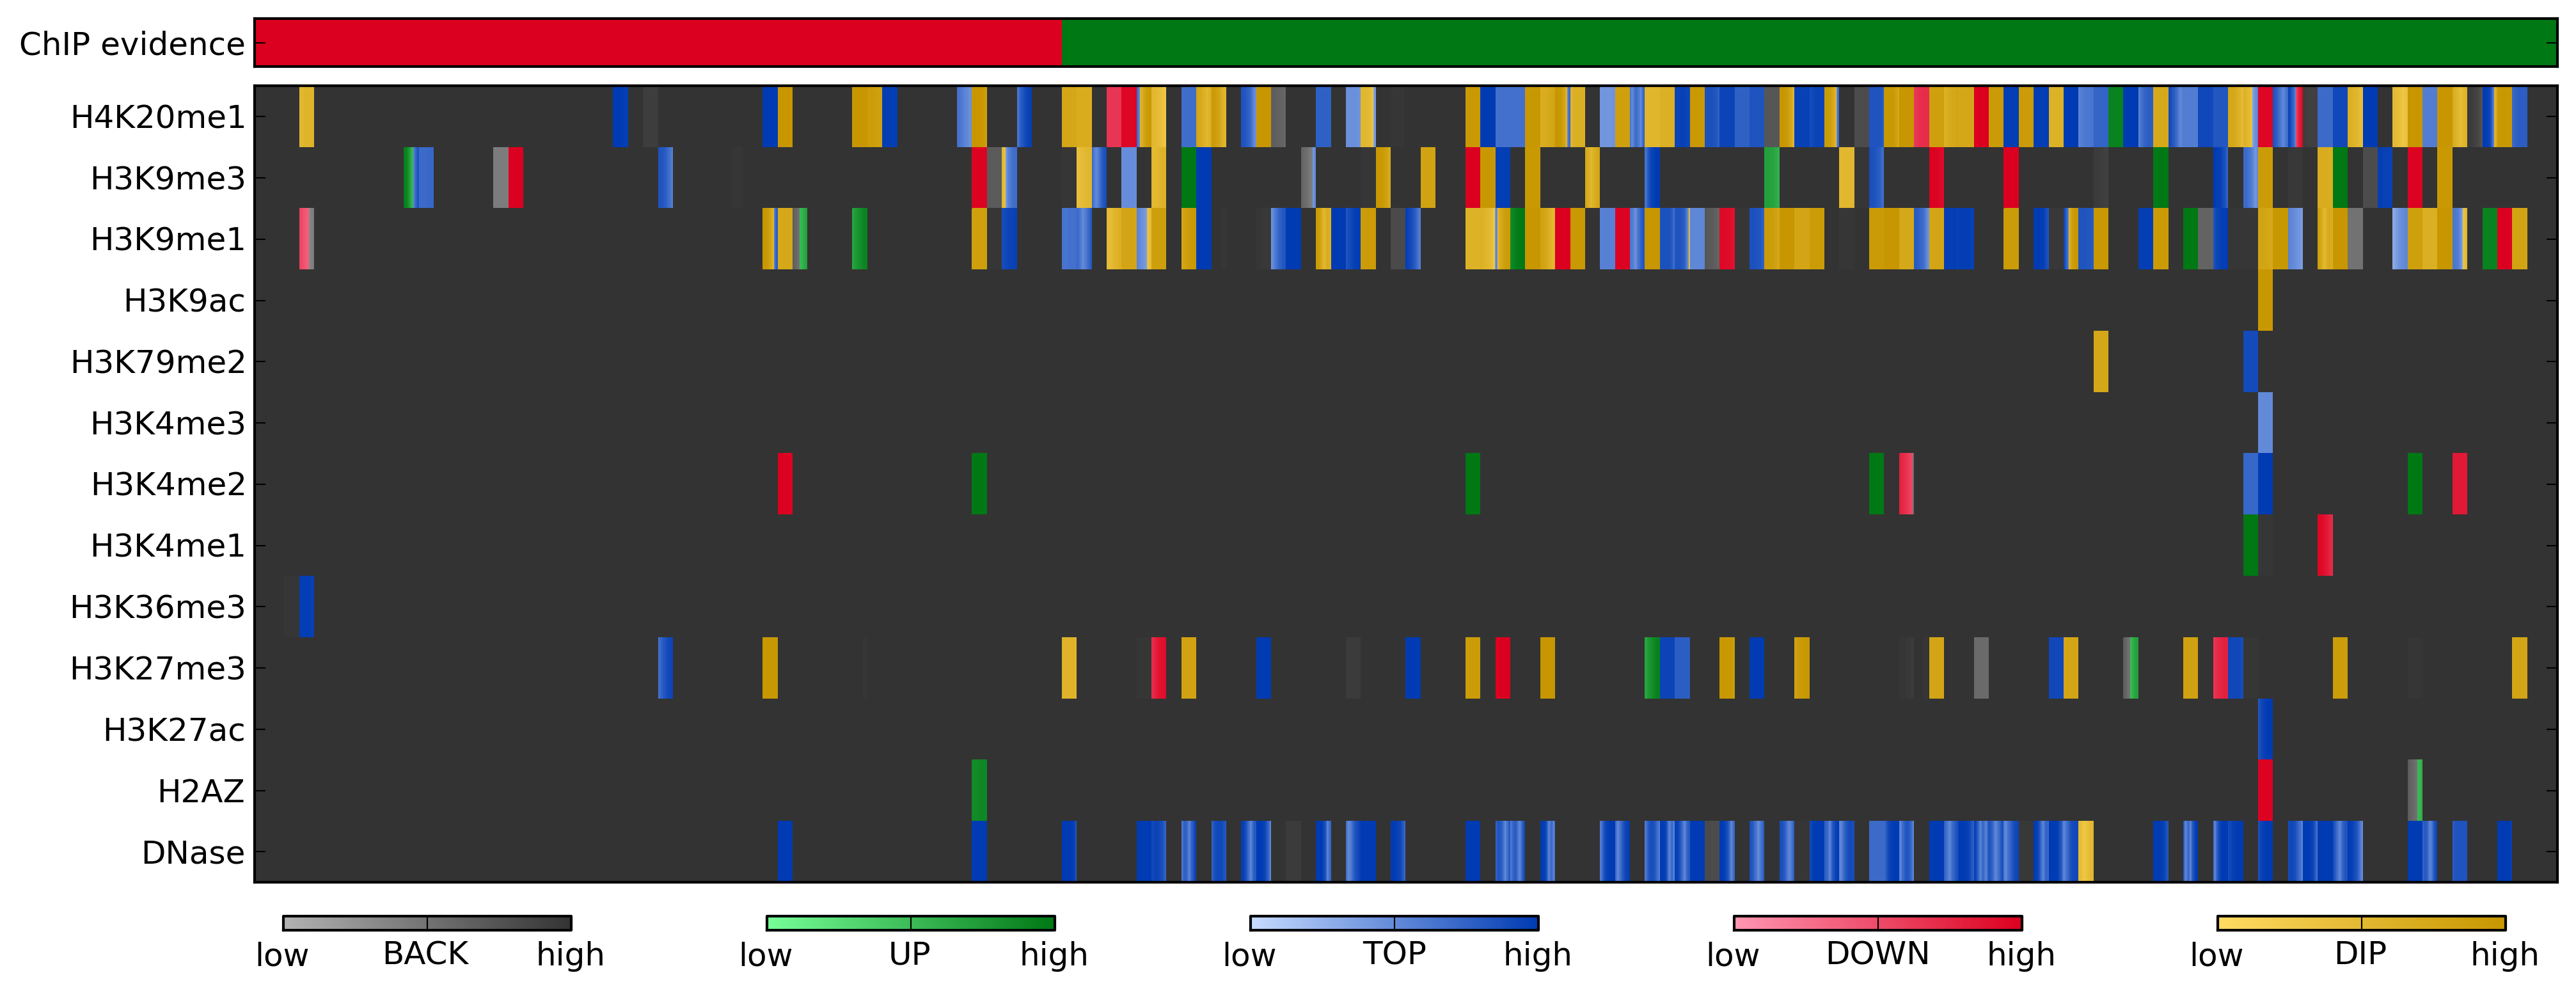 ChIP evidence
H4K20me1
H3K9me3
H3K9me1
H3K9ac
H3K79me2
H3K4me3
H3K4me2
H3K4me1
H3K36me3
H3K27me3
H3K27ac
H2AZ
DNase
low BACK high low UP high low TOP high low DOWN high low DIP high